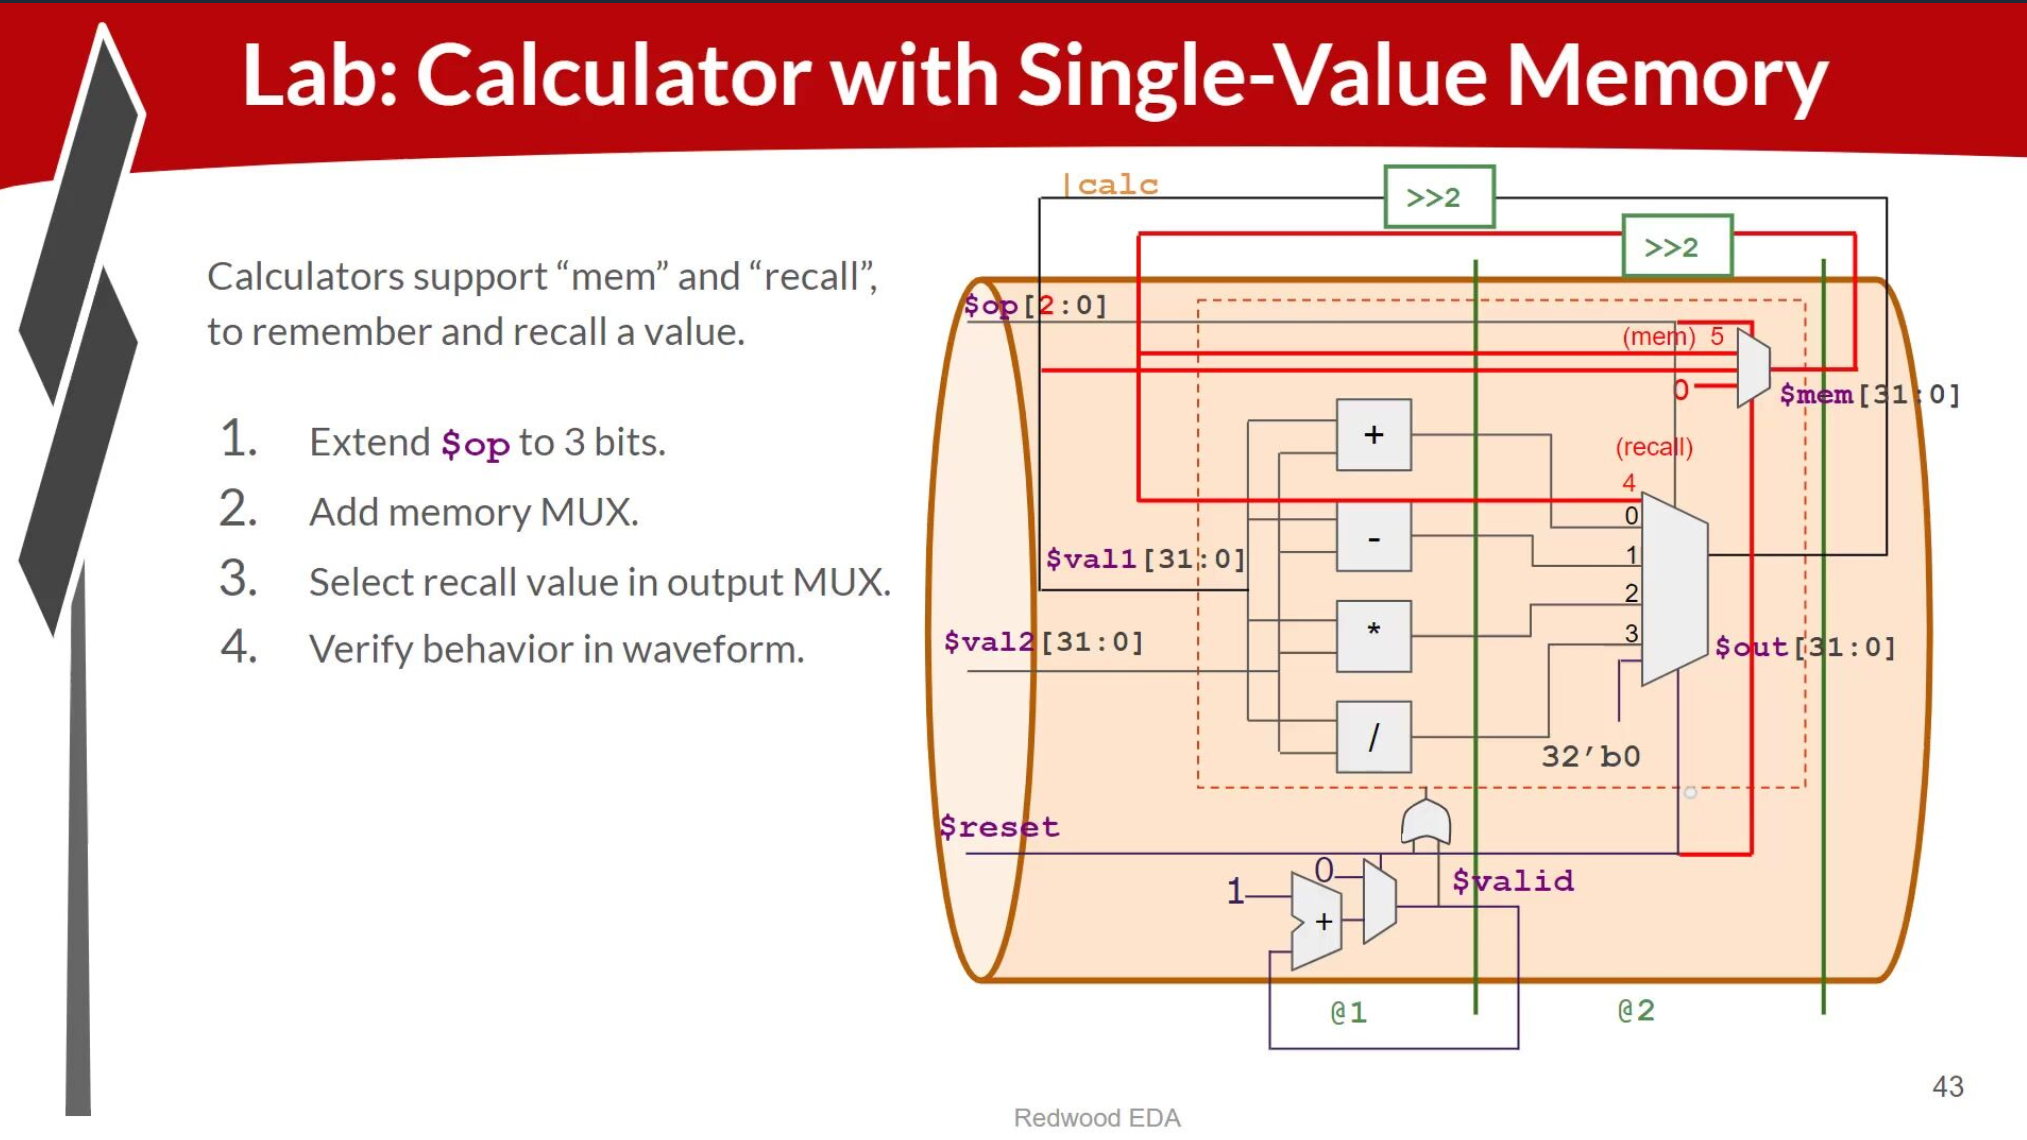 Lab: Calculator with Single-Value Memory
Calculators support “mem” and “recall”,
to remember and recall a value.
1. Extend $op to 3 bits.
2. Add memory MUX.
3. Select recall value in output MUX.
4. Verify behavior in waveform.
|calc
>>2
>>2
$op[2:0]
(mem) 5
0
$mem[31:0]
+
(recall)
4
0
-
1
$val1[31:0]
2
*
3
$val2[31:0]
$out[31:0]
/
32’b0
$reset
0
1
$valid
+
@1
@2
43
Redwood EDA